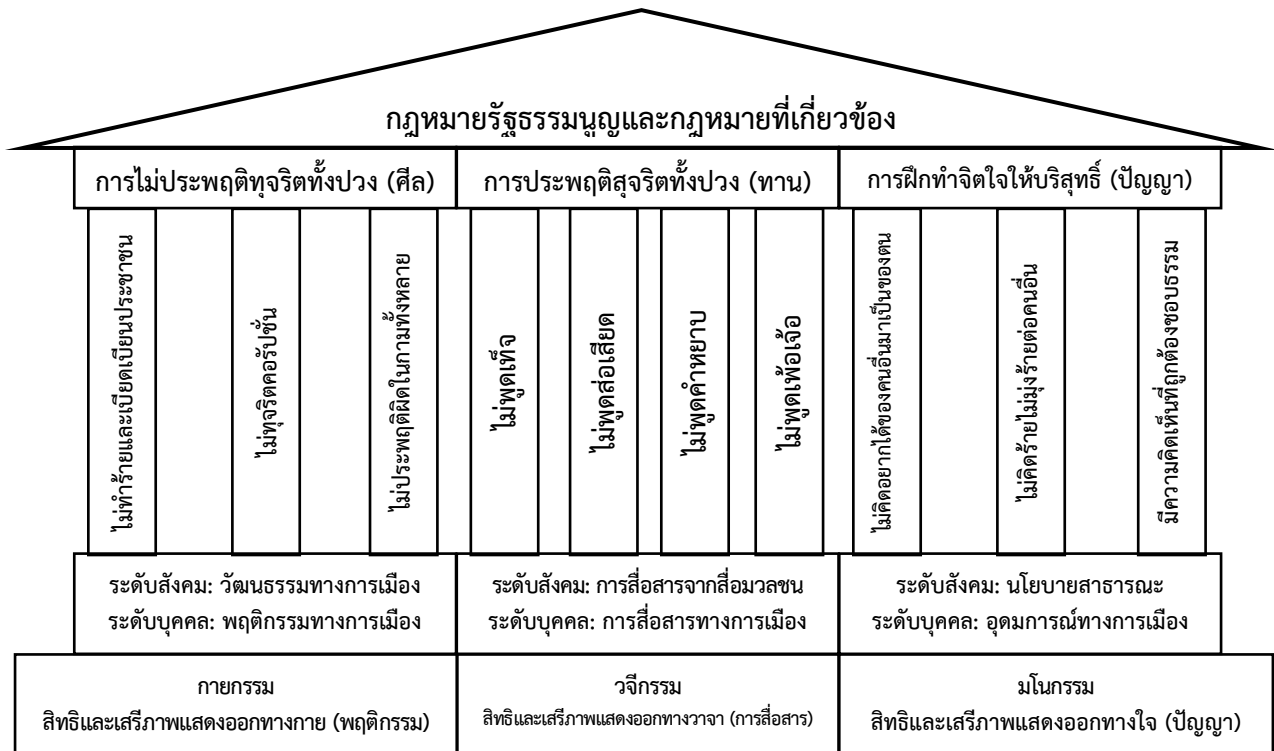 กฎหมายรัฐธรรมนูญและกฎหมายที่เกี่ยวข้อง
การไม่ประพฤติทุจริตทั้งปวง (ศีล)
การประพฤติสุจริตทั้งปวง (ทาน)
การฝึกทำจิตใจให้บริสุทธิ์ (ปัญญา)
ไม่ทำร้ายและเบียดเบียนประชาชน
ไม่ทุจริตคอรัปชั่น
ไม่ประพฤติผิดในกามทั้งหลาย
ไม่พูดเท็จ
ไม่พูดส่อเสียด
ไม่พูดคำหยาบ
ไม่พูดเพ้อเจ้อ
ไม่คิดอยากได้ของคนอื่นมาเป็นของตน
ไม่คิดร้ายไม่มุ่งร้ายต่อคนอื่น
มีความคิดเห็นที่ถูกต้องชอบธรรม
ระดับสังคม: วัฒนธรรมทางการเมือง
ระดับบุคคล: พฤติกรรมทางการเมือง
ระดับสังคม: การสื่อสารจากสื่อมวลชน
ระดับบุคคล: การสื่อสารทางการเมือง
ระดับสังคม: นโยบายสาธารณะ
ระดับบุคคล: อุดมการณ์ทางการเมือง
กายกรรม
สิทธิและเสรีภาพแสดงออกทางกาย (พฤติกรรม)
วจีกรรม
สิทธิและเสรีภาพแสดงออกทางวาจา (การสื่อสาร)
มโนกรรม
สิทธิและเสรีภาพแสดงออกทางใจ (ปัญญา)